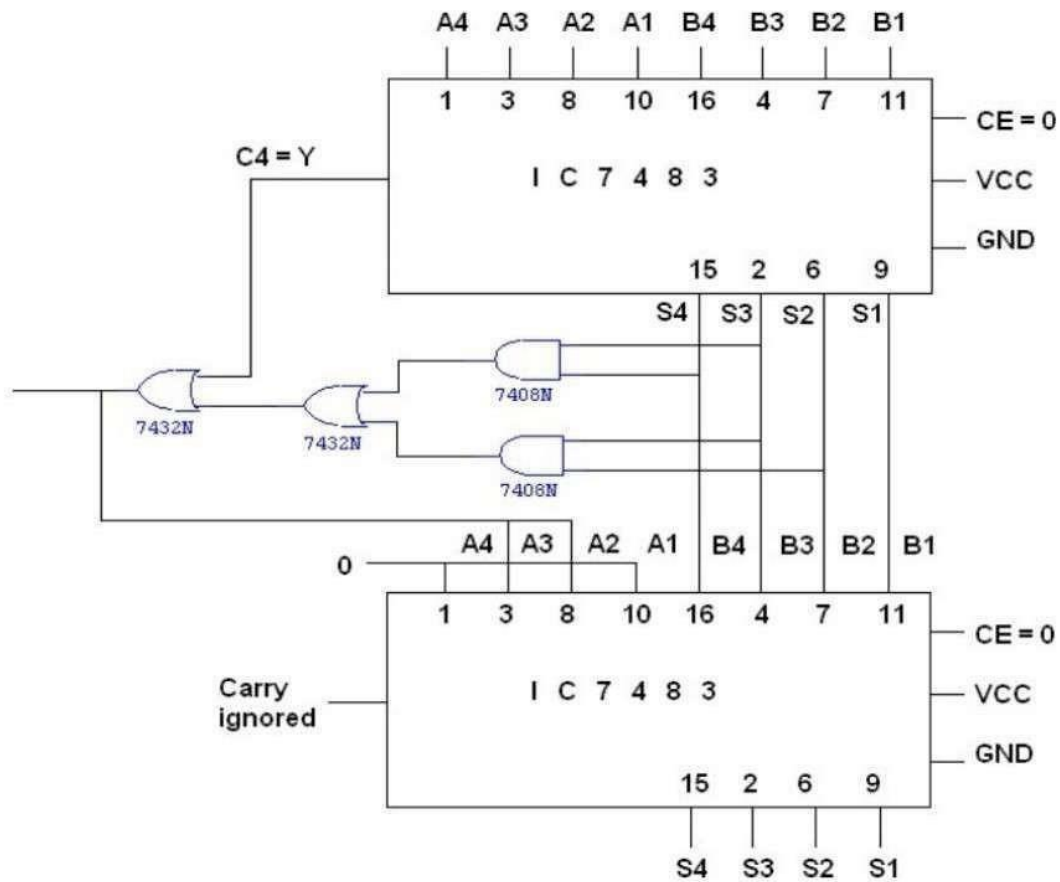 A4 A3 A2 A1 B4 B3 B2 B1
1 3 8 10 16 4 7 11
CE = 0
C4 = Y
I C 7 4 8 3
VCC
GND
15 2 6 9
S4 S3 S2 S1
7408N
7432N
7432N
7408N
A4 A3 A2 A1 B4 B3 B2 B1
0
1 3 8 10 16 4 7 11
CE = 0
Carry
ignored
I C 7 4 8 3
VCC
GND
15 2 6 9
S4 S3 S2 S1